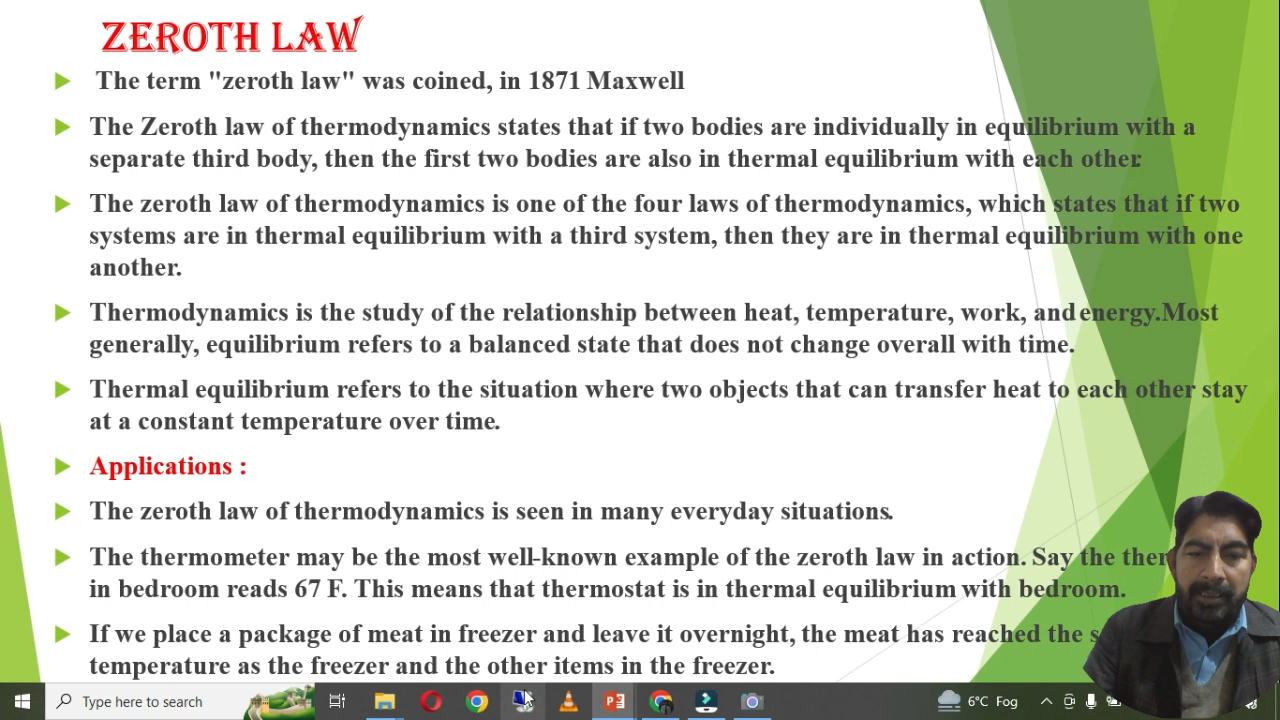 ZEROTH LAW
The term "zeroth law" was coined, in 1871 Maxwell
The Zeroth law of thermodynamics states that if two bodies are individually in equilibrium with a
separate third body, then the first two bodies are also in thermal equilibrium with each other.
The zeroth law of thermodynamics is one of the four laws of thermodynamics, which states that if two
systems are in thermal equilibrium with a third system, then they are in thermal equilibrium with one
another.
Thermodynamics is the study of the relationship between heat, temperature, work, and energy.Most
generally, equilibrium refers to a balanced state that does not change overall with time.
Thermal equilibrium refers to the situation where two objects that can transfer heat to each other stay
at a constant temperature over time.
Applications :
The zeroth law of thermodynamics is seen in many everyday situations.
The thermometer may be the most well-known example of the zeroth law in action. Say the
in bedroom reads 67 F. This means that thermostat is in thermal equilibrium with bedroom.
If we place a package of meat in freezer and leave it overnight, the meat has reached the
temperature as the freezer and the other items in the freezer.
Type here to search
6°C Fog